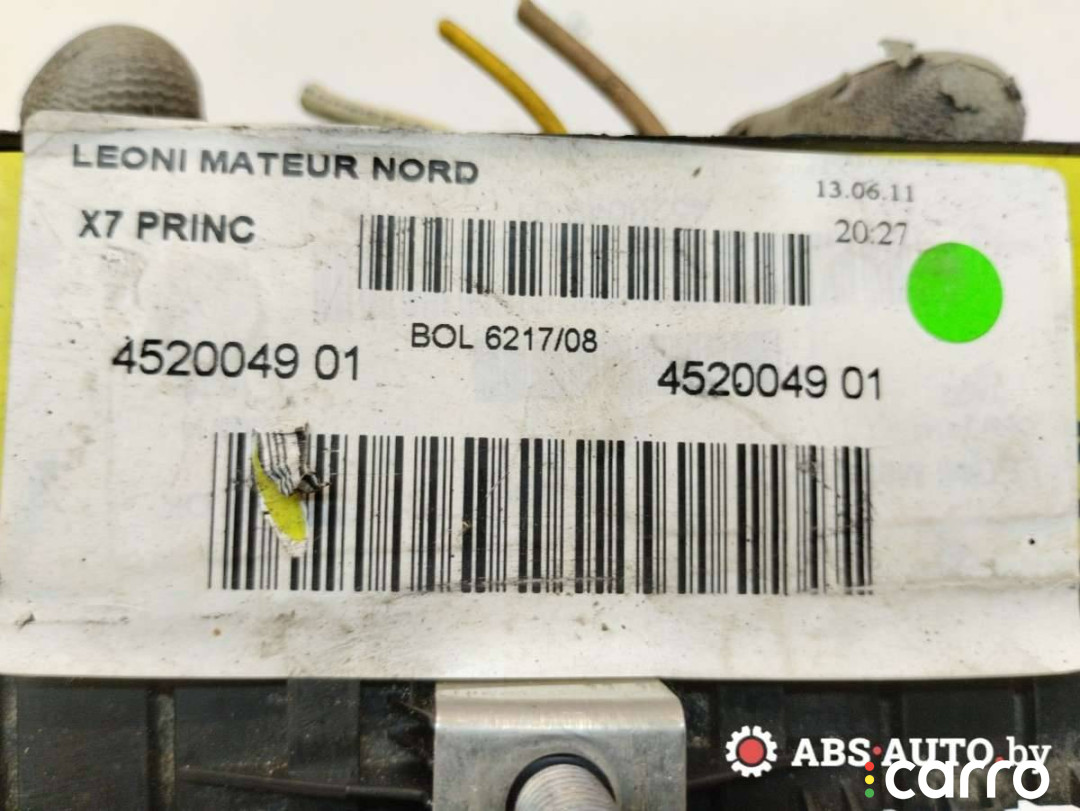 LEONI MATEUR NORD
13.06.11
X7 PRINC
20:27
BOL 6217/08
4520049 01
4520049 01
ABS-AUTO.by
carro